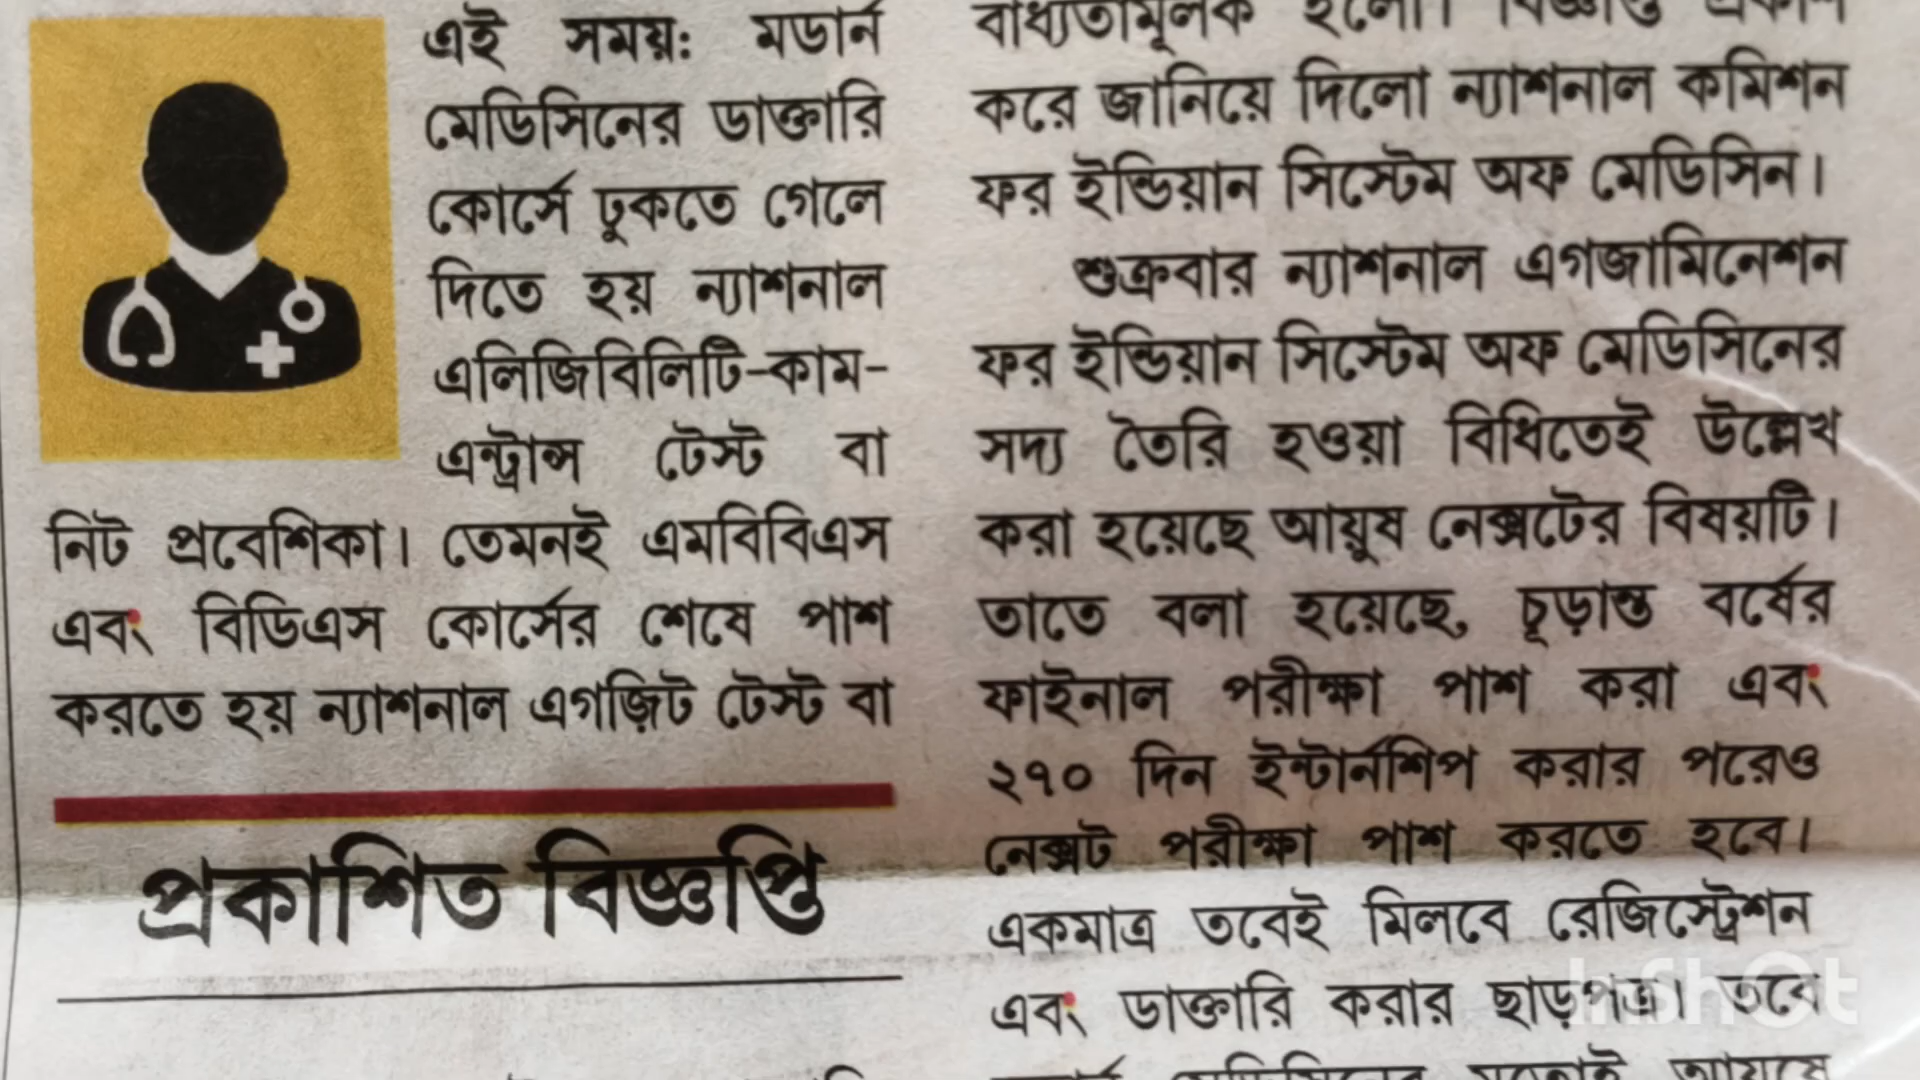 এই সময়: মডার্ন
মেডিসিনের ডাক্তারি
কোর্সে ঢুকতে গেলে
দিতে হয় ন্যাশনাল
এলিজিবিলিটি-কাম-
এন্ট্রান্স টেস্ট বা
নিট প্রবেশিকা। তেমনই এমবিবিএস
এবং বিডিএস কোর্সের শেষে পাশ
করতে হয় ন্যাশনাল এগজ়িট টেস্ট বা
প্রকাশিত বিজ্ঞপ্তি
বাধ্যতামূলক হলো। বিজ্ঞপ্তি প্রকাশ
করে জানিয়ে দিলো ন্যাশনাল কমিশন
ফর ইন্ডিয়ান সিস্টেম অফ মেডিসিন।
শুক্রবার ন্যাশনাল এগজামিনেশন
ফর ইন্ডিয়ান সিস্টেম অফ মেডিসিনের
সদ্য তৈরি হওয়া বিধিতেই উল্লেখ
করা হয়েছে আয়ুষ নেক্সটের বিষয়টি।
তাতে বলা হয়েছে, চূড়ান্ত বর্ষের
ফাইনাল পরীক্ষা পাশ করা এবং
২৭০ দিন ইন্টার্নশিপ করার পরেও
নেক্সট পরীক্ষা পাশ করতে হবে।
একমাত্র তবেই মিলবে রেজিস্ট্রেশন
এবং ডাক্তারি করার ছাড়পত্র। তবে
InShot